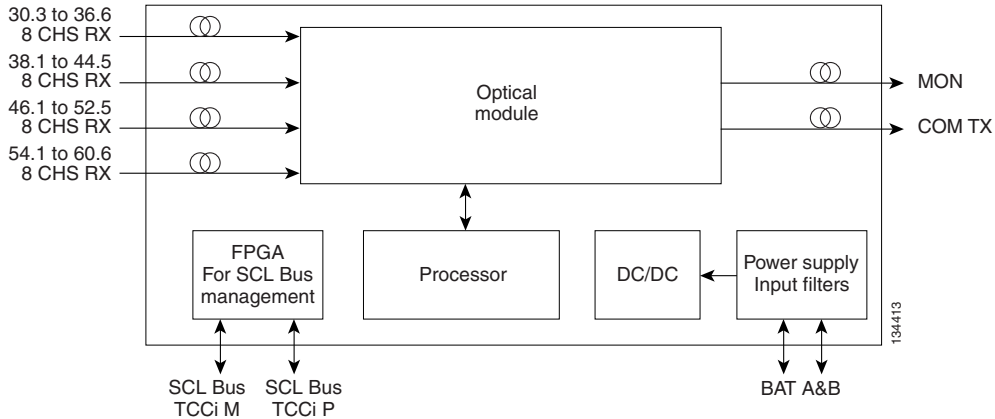 30.3 to 36.6
8 CHS RX
38.1 to 44.5
8 CHS RX
46.1 to 52.5
8 CHS RX
54.1 to 60.6
8 CHS RX
Optical
module
MON
COM TX
FPGA
For SCL Bus
management
Processor
DC/DC
Power supply
Input filters
134413
SCL Bus
TCCi M
SCL Bus
TCCi P
BAT A&B